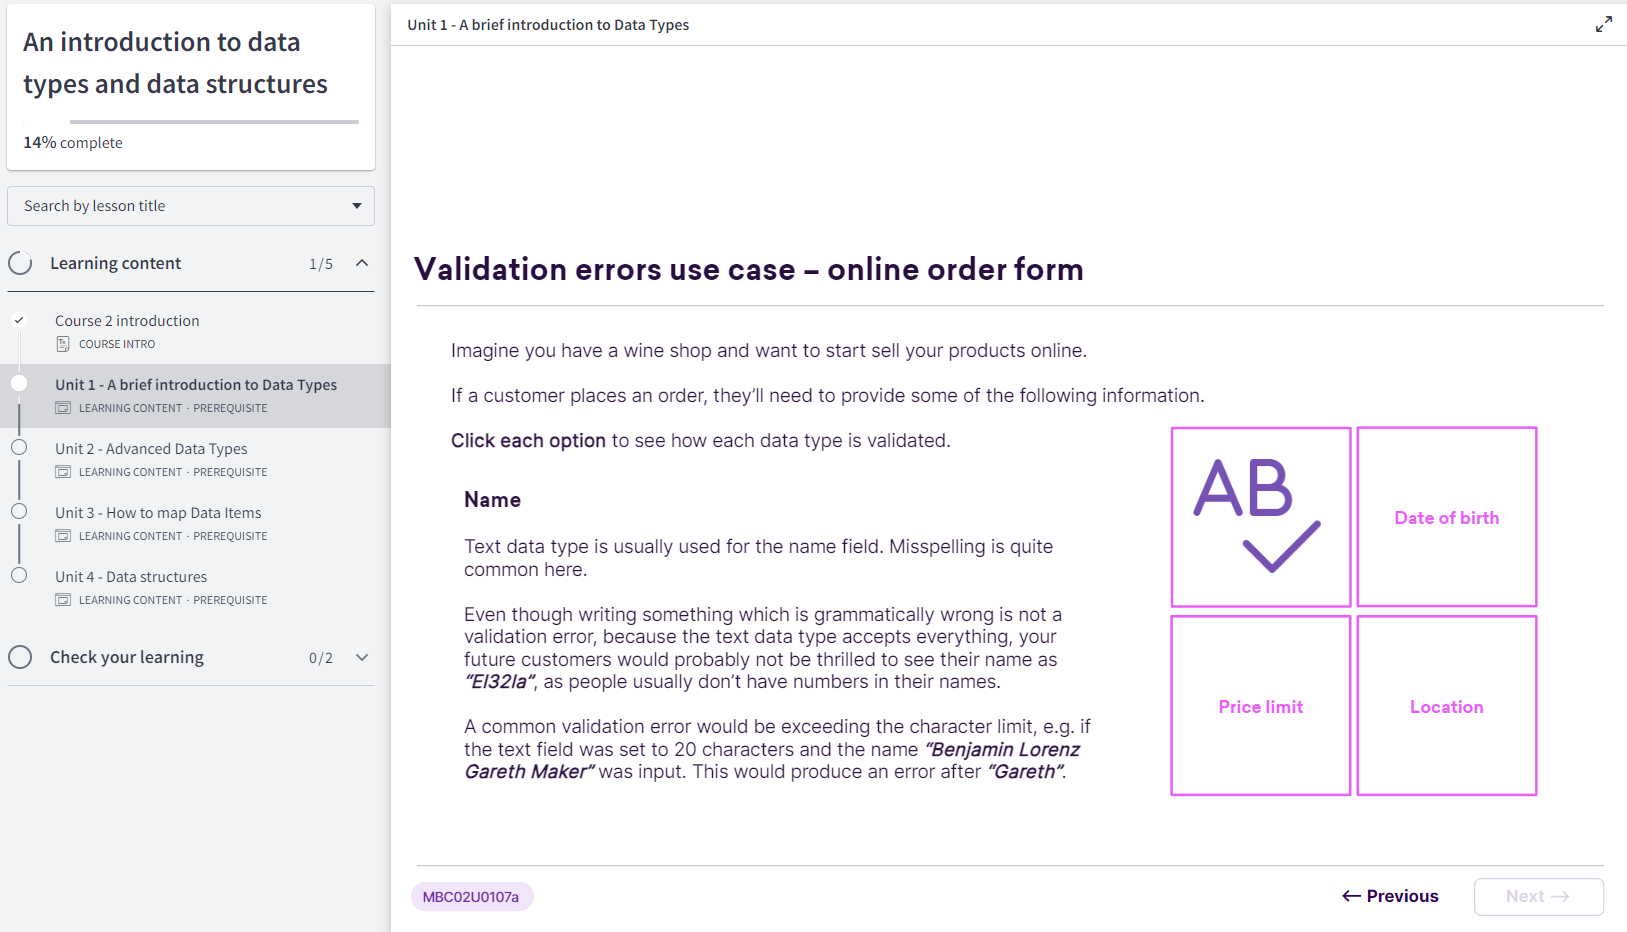 An introduction to data
types and data structures
14% complete
Search by lesson title
Learning content 1/5
Course 2 introduction
COURSE INTRO
Unit 1 - A brief introduction to Data Types
LEARNING CONTENT · PREREQUISITE
Unit 2 - Advanced Data Types
LEARNING CONTENT · PREREQUISITE
Unit 3 - How to map Data Items
LEARNING CONTENT · PREREQUISITE
Unit 4 - Data structures
LEARNING CONTENT · PREREQUISITE
Check your learning 0/2
Unit 1 - A brief introduction to Data Types
Validation errors use case – online order form
Imagine you have a wine shop and want to start sell your products online.
If a customer places an order, they’ll need to provide some of the following information.
Click each option to see how each data type is validated.
Name
Text data type is usually used for the name field. Misspelling is quite
common here.
Even though writing something which is grammatically wrong is not a
validation error, because the text data type accepts everything, your
future customers would probably not be thrilled to see their name as
“El32la”, as people usually don’t have numbers in their names.
A common validation error would be exceeding the character limit, e.g. if
the text field was set to 20 characters and the name “Benjamin Lorenz
Gareth Maker” was input. This would produce an error after “Gareth”.
AB
Date of birth
Price limit
Location
MBC02U0107a
← Previous
Next →